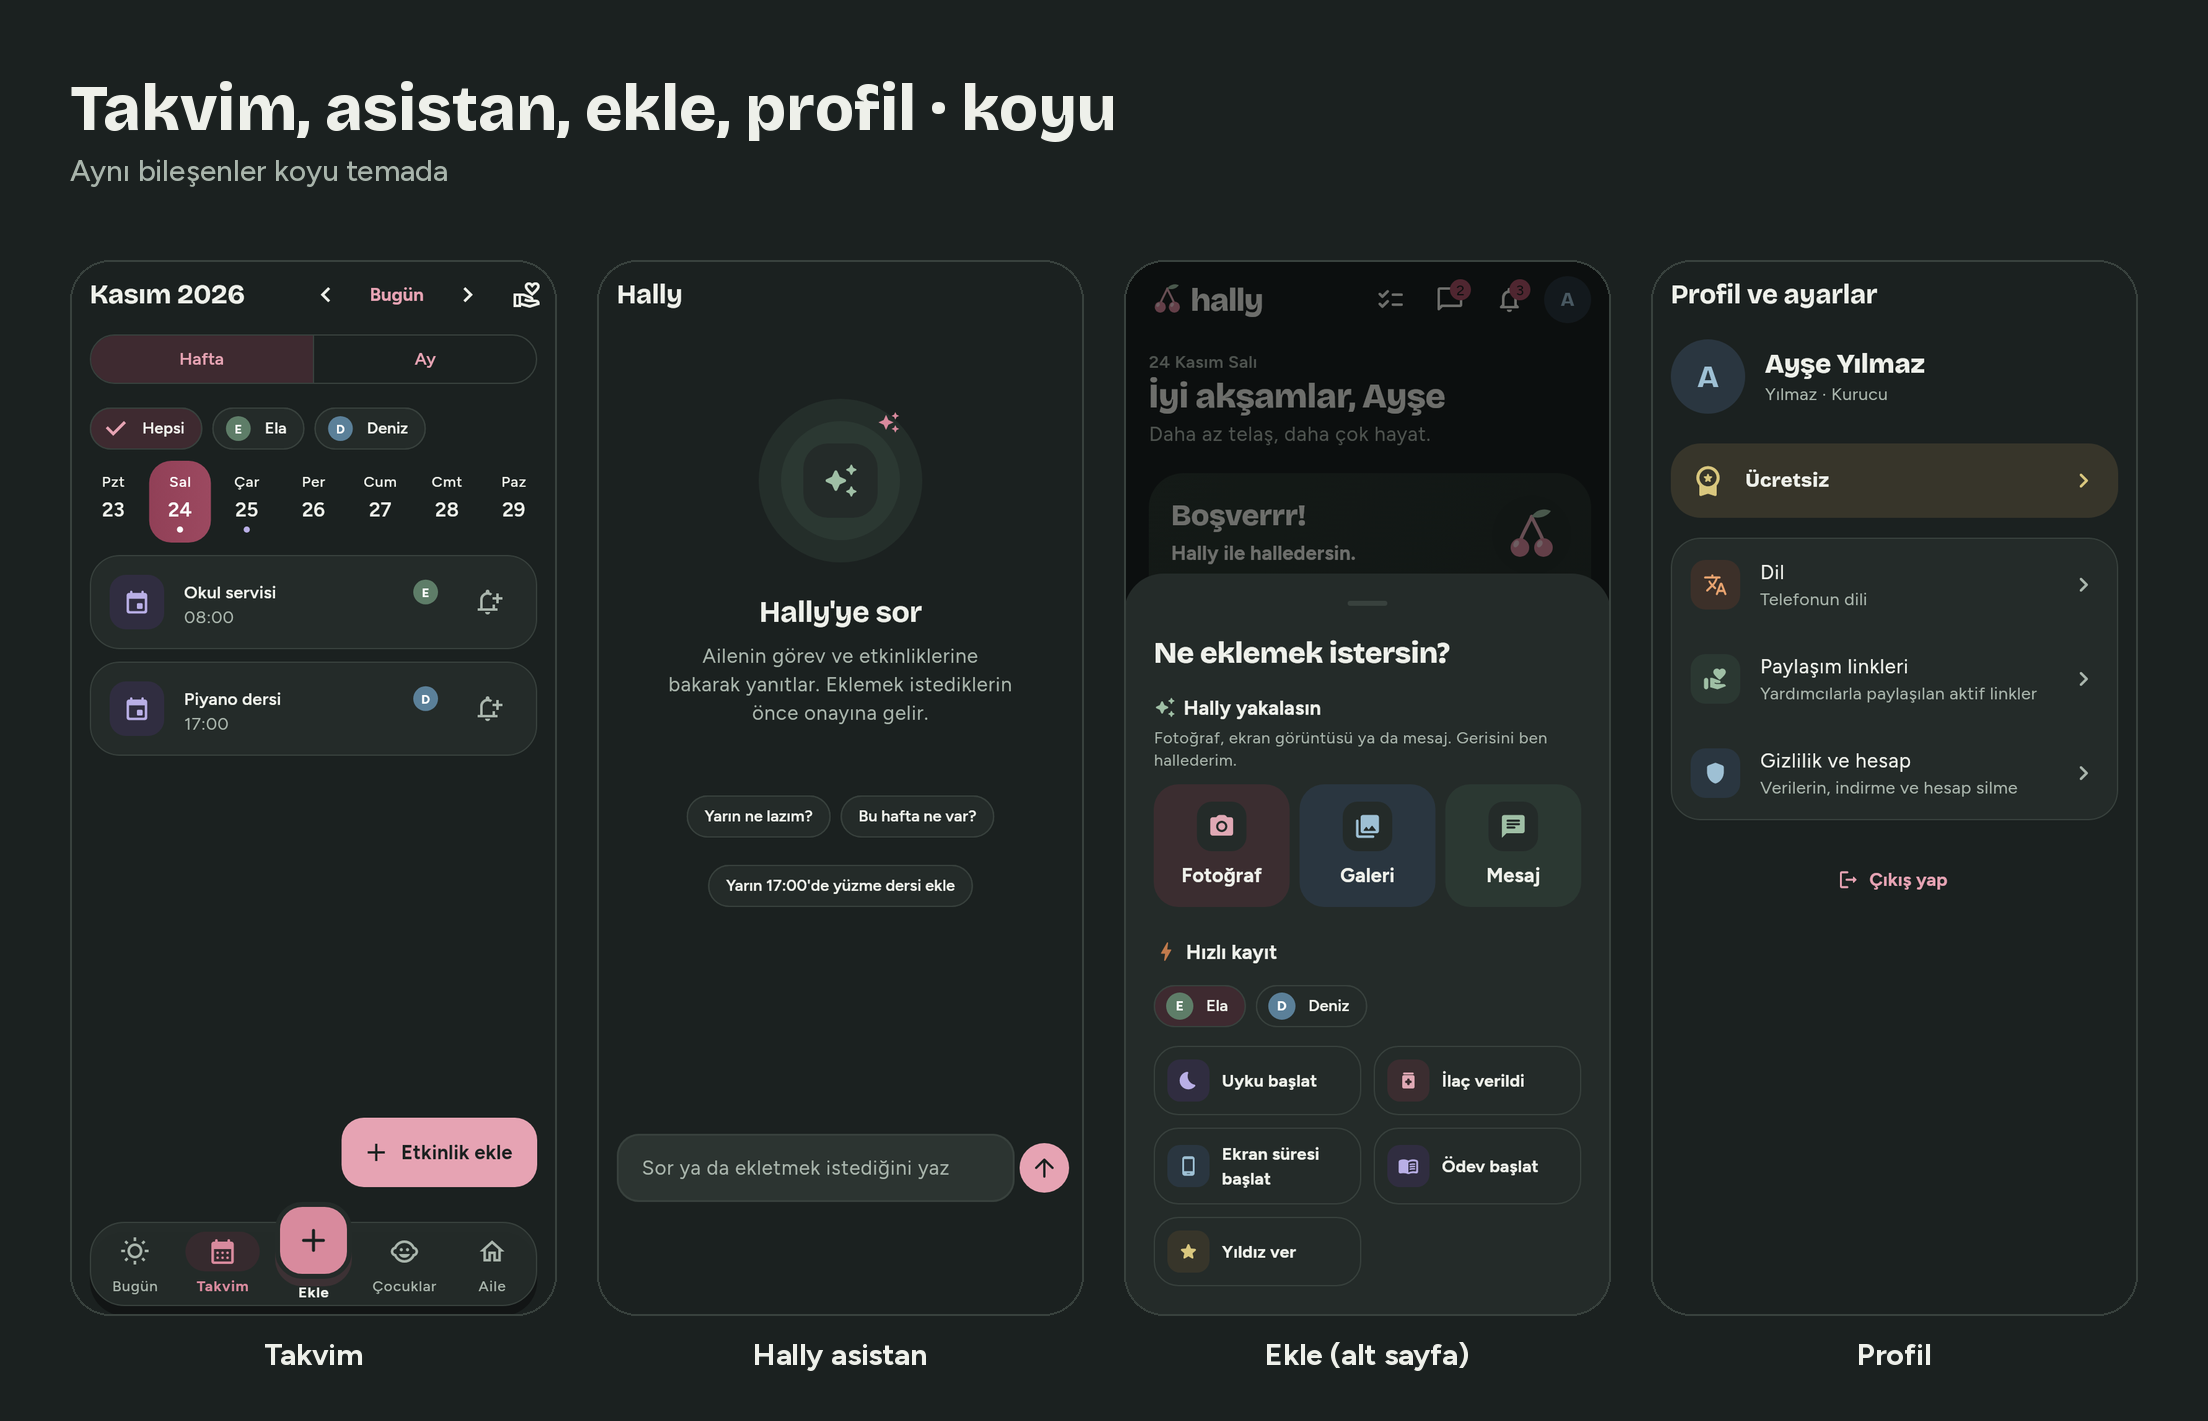 Takvim, asistan, ekle, profil · koyu
Aynı bileşenler koyu temada
Kasım 2026
Bugün
Hafta
Ay
Hepsi
E
Ela
D
Deniz
Pzt
Sal
Çar
Per
Cum
Cmt
Paz
23
24
25
26
27
28
29
Okul servisi
08:00
E
Piyano dersi
17:00
D
Etkinlik ekle
Bugün
Takvim
Ekle
Çocuklar
Aile
Takvim
Hally
Hally'ye sor
Ailenin görev ve etkinliklerine
bakarak yanıtlar. Eklemek istediklerin
önce onayına gelir.
Yarın ne lazım?
Bu hafta ne var?
Yarın 17:00'de yüzme dersi ekle
Sor ya da ekletmek istediğini yaz
Hally asistan
hally
2
3
A
24 Kasım Salı
İyi akşamlar, Ayşe
Daha az telaş, daha çok hayat.
Boşverrr!
Hally ile halledersin.
Ne eklemek istersin?
Hally yakalasın
Fotoğraf, ekran görüntüsü ya da mesaj. Gerisini ben
hallederim.
Fotoğraf
Galeri
Mesaj
Hızlı kayıt
E
Ela
D
Deniz
Uyku başlat
İlaç verildi
Ekran süresi
başlat
Ödev başlat
Yıldız ver
Ekle (alt sayfa)
Profil ve ayarlar
A
Ayşe Yılmaz
Yılmaz · Kurucu
Ücretsiz
Dil
Telefonun dili
Paylaşım linkleri
Yardımcılarla paylaşılan aktif linkler
Gizlilik ve hesap
Verilerin, indirme ve hesap silme
Çıkış yap
Profil